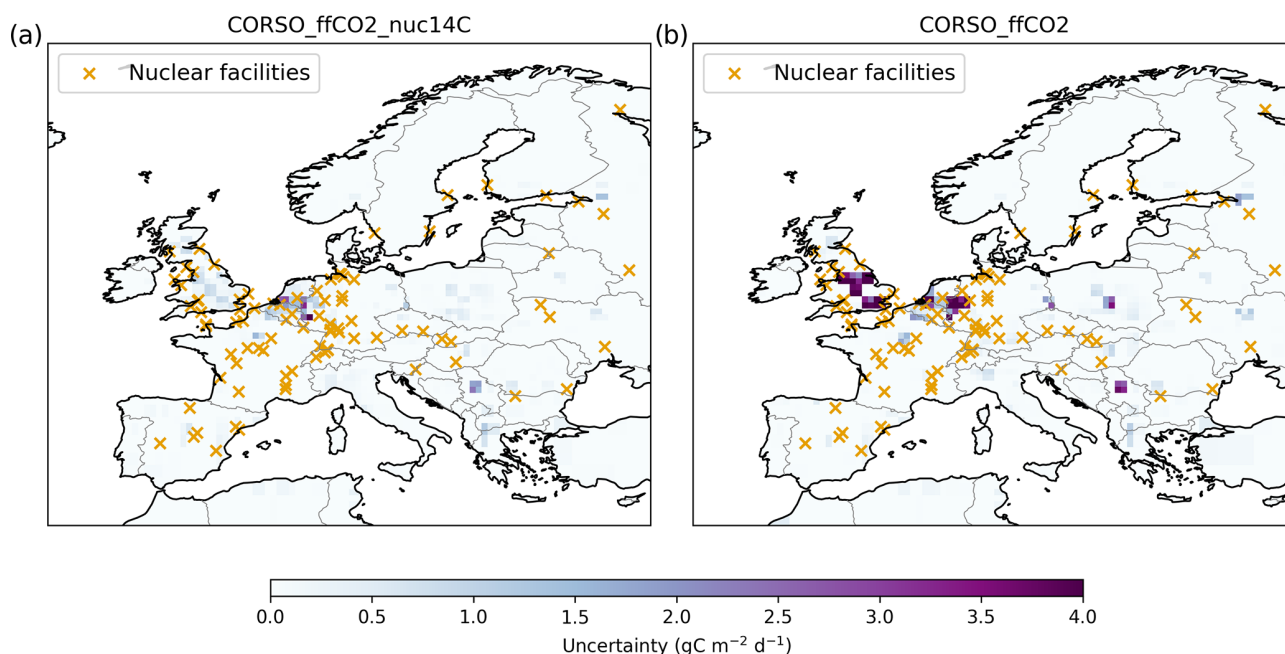 (a) CORSO_ffCO2_nuc14C
Nuclear facilities
(b) CORSO_ffCO2
Nuclear facilities
0.0 0.5 1.0 1.5 2.0 2.5 3.0 3.5 4.0
Uncertainty (gC m⁻² d⁻¹)